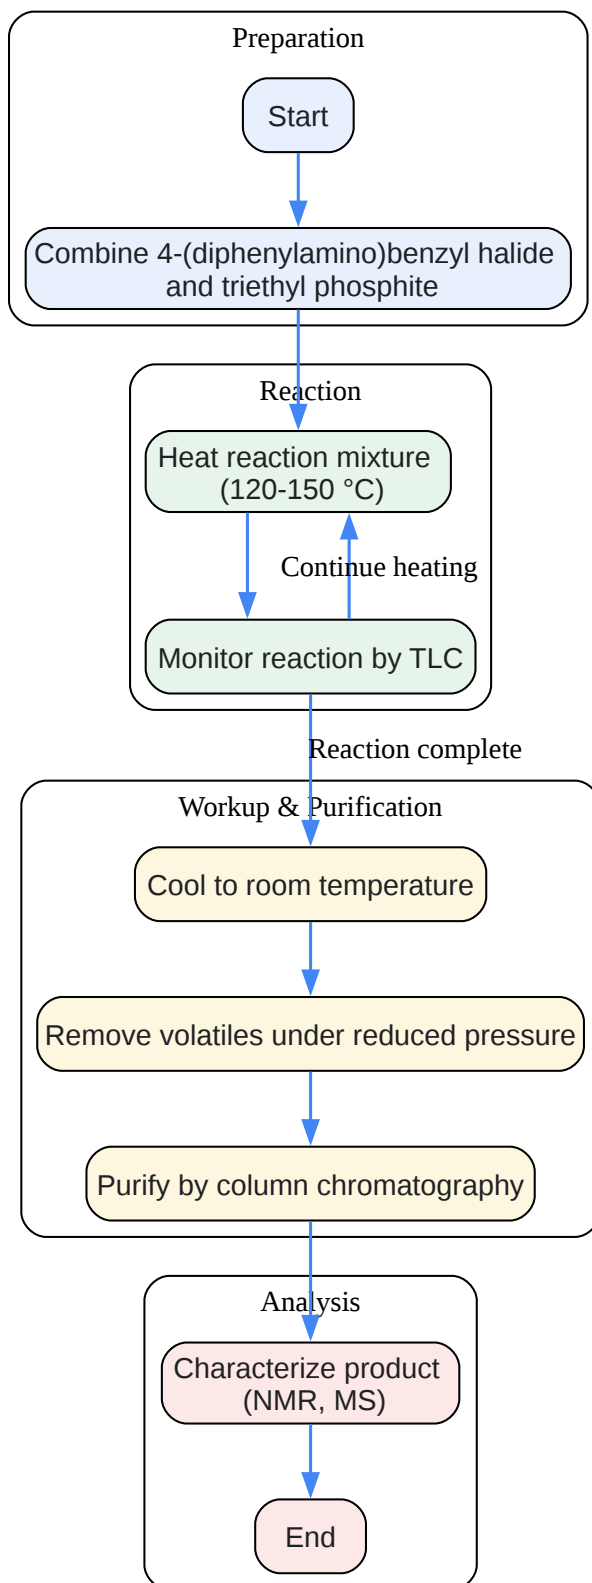 Preparation
Start
Combine 4-(diphenylamino)benzyl halide
and triethyl phosphite
Reaction
Heat reaction mixture
(120-150 °C)
Continue heating
Monitor reaction by TLC
Reaction complete
Workup & Purification
Cool to room temperature
Remove volatiles under reduced pressure
Purify by column chromatography
Analysis
Characterize product
(NMR, MS)
End